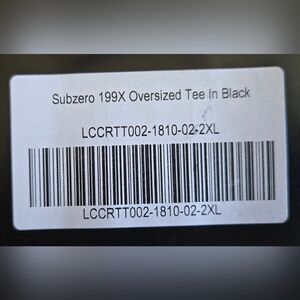 Subzero 199X Oversized Tee In Black
LCCRTT002-1810-02-2XL
LCCRTT002-1810-02-2XL